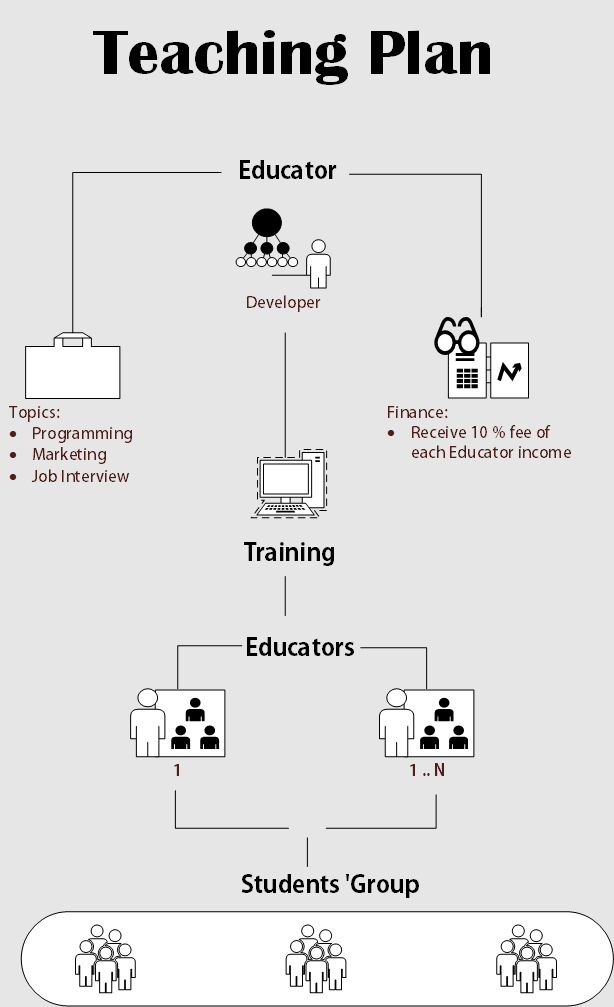 Teaching Plan
Educator
Developer
Topics:
• Programming
• Marketing
• Job Interview
Finance:
• Receive 10 % fee of
each Educator income
Training
Educators
1
1 .. N
Students 'Group